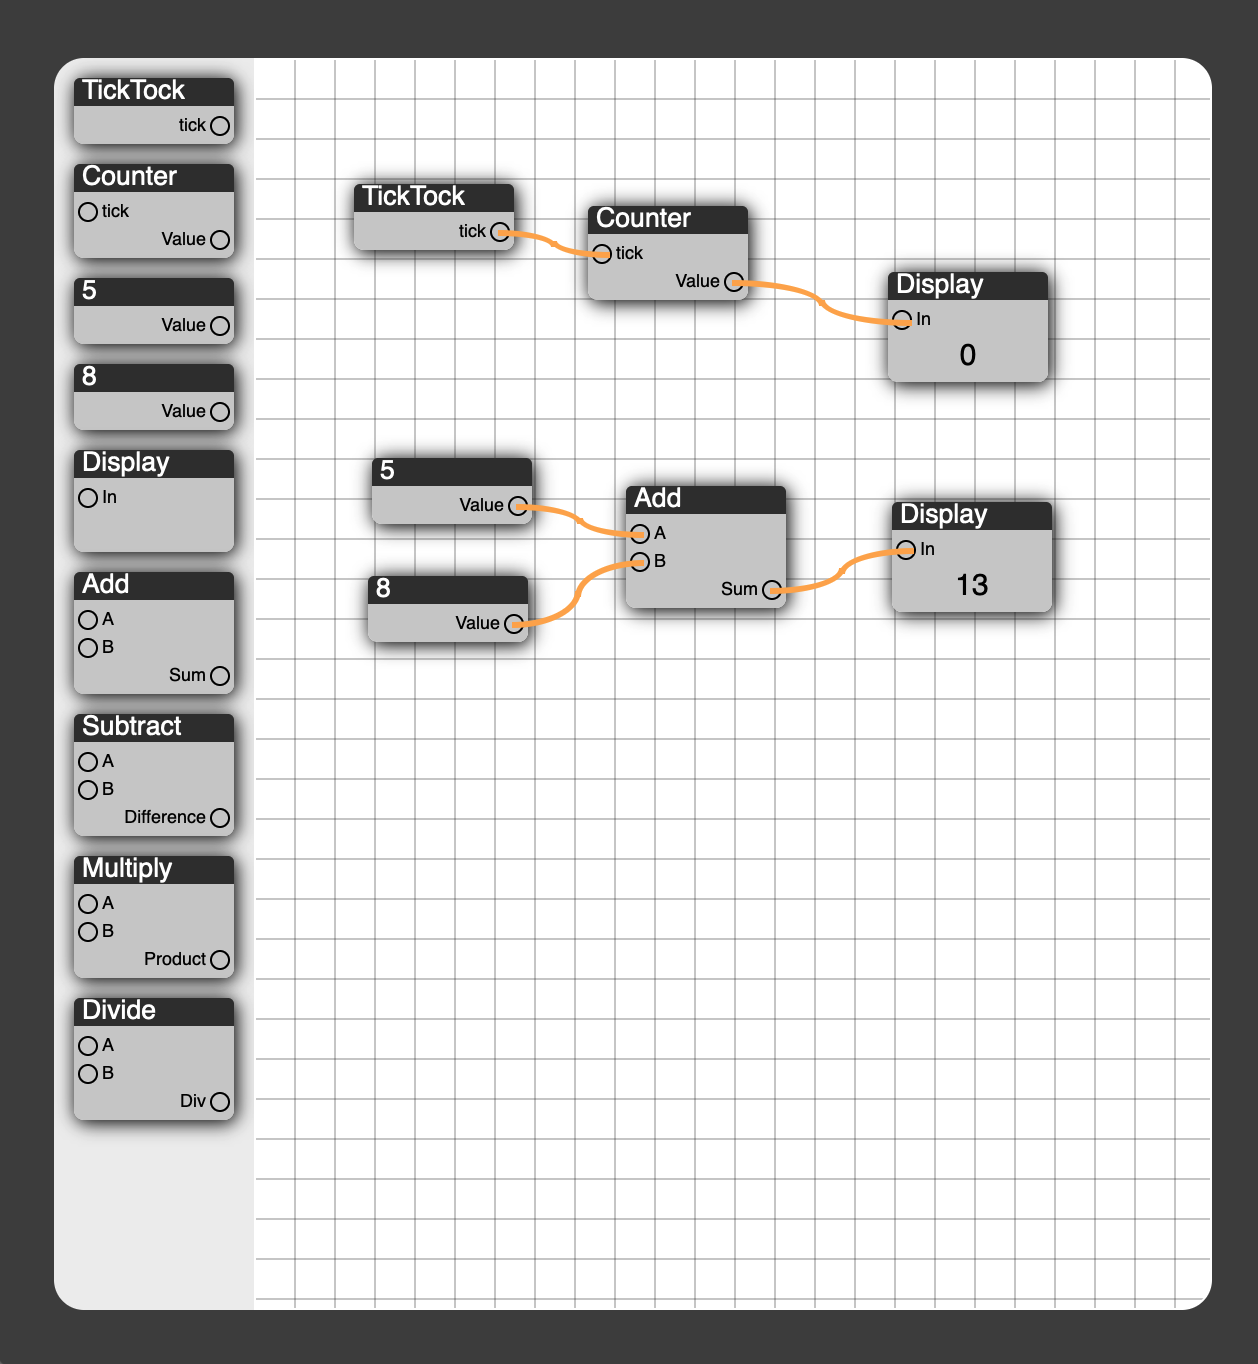 TickTock
tick
Counter
tick
Value
5
Value
8
Value
Display
In
Add
A
B
Sum
Subtract
A
B
Difference
Multiply
A
B
Product
Divide
A
B
Div
TickTock
tick
Counter
tick
Value
Display
In
0
5
Value
8
Value
Add
A
B
Sum
Display
In
13